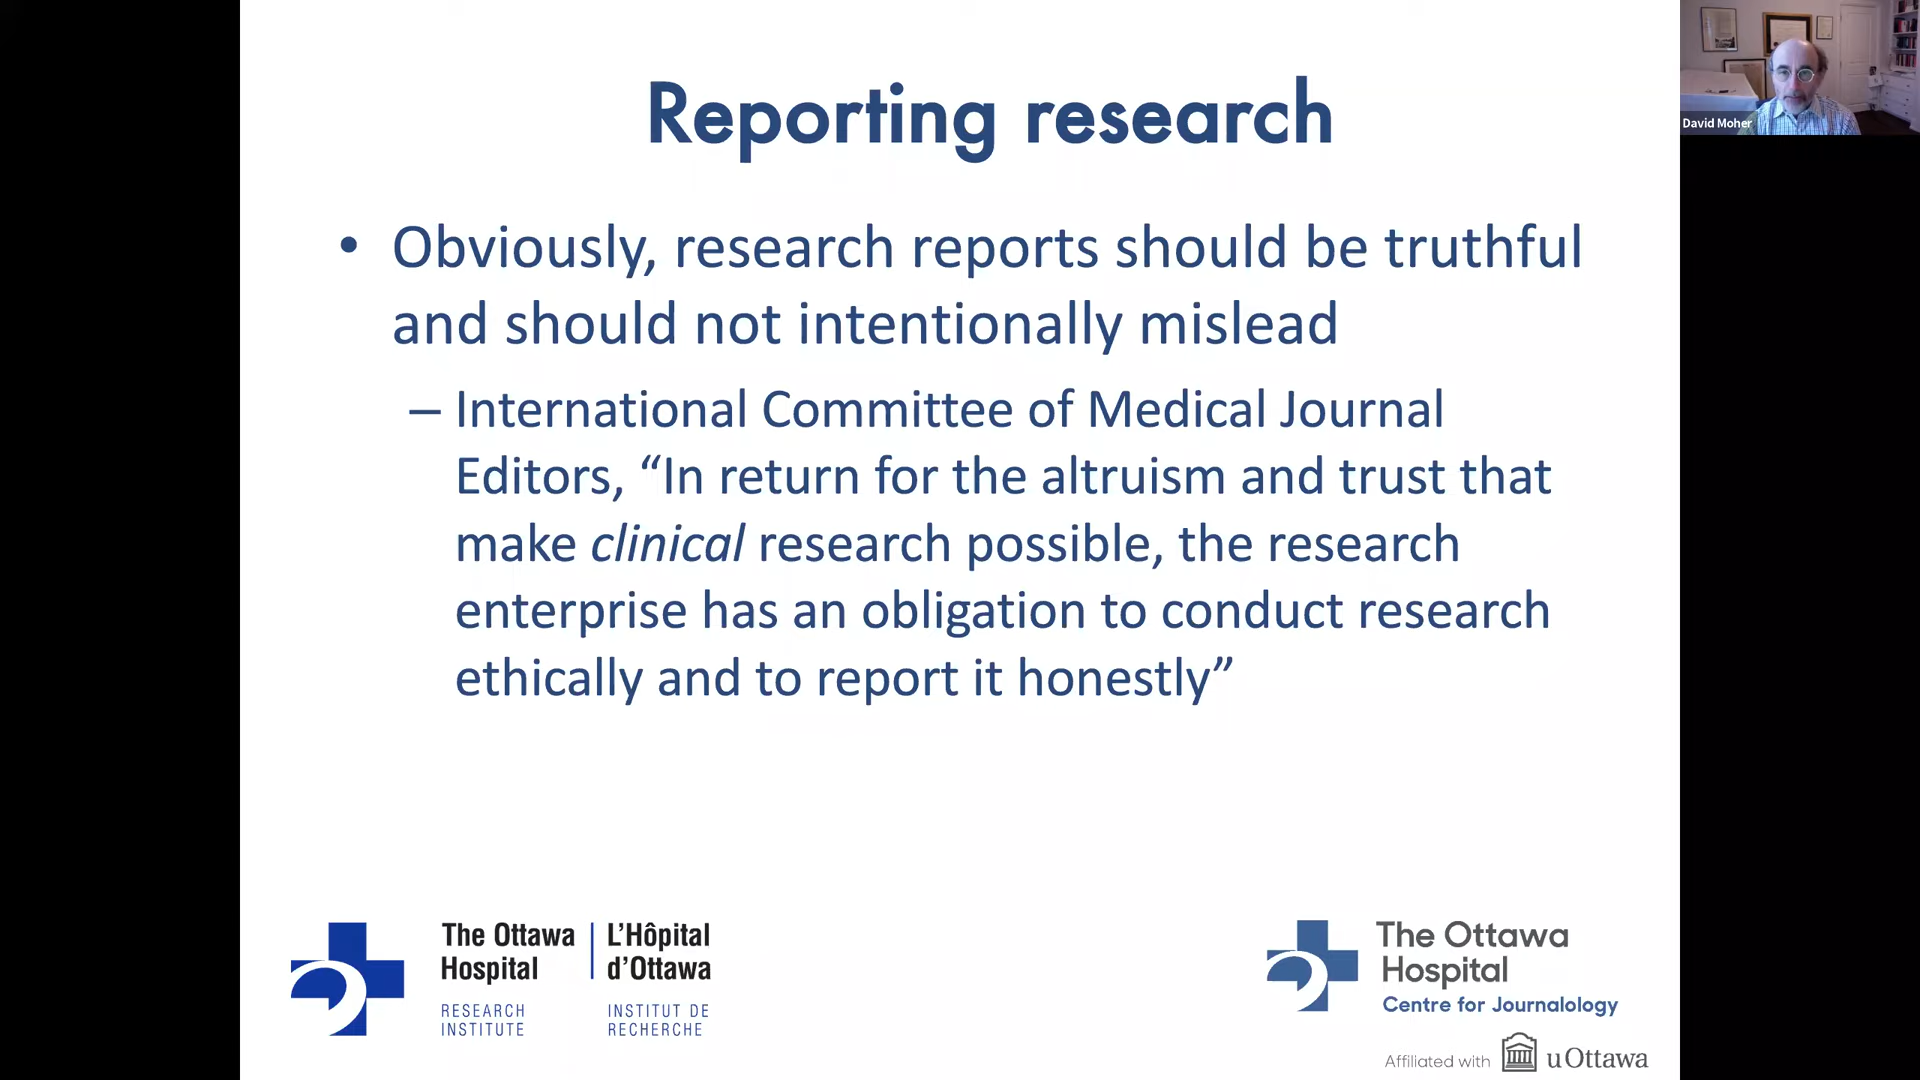 Reporting research
• Obviously, research reports should be truthful
and should not intentionally mislead
– International Committee of Medical Journal
Editors, “In return for the altruism and trust that
make clinical research possible, the research
enterprise has an obligation to conduct research
ethically and to report it honestly”
David Moher
The Ottawa
Hospital
RESEARCH
INSTITUTE
L’Hôpital
d’Ottawa
INSTITUT DE
RECHERCHE
The Ottawa
Hospital
Centre for Journalology
Affiliated with uOttawa